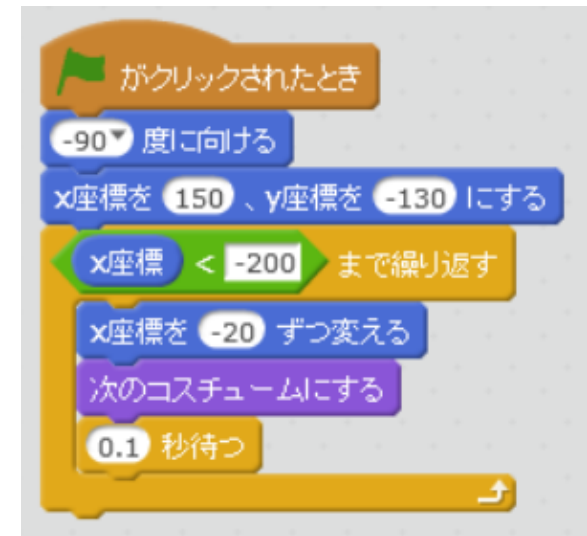 がクリックされたとき
-90▼ 度に向ける
x座標を 150 、y座標を -130 にする
x座標 < -200 まで繰り返す
x座標を -20 ずつ変える
次のコスチュームにする
0.1 秒待つ